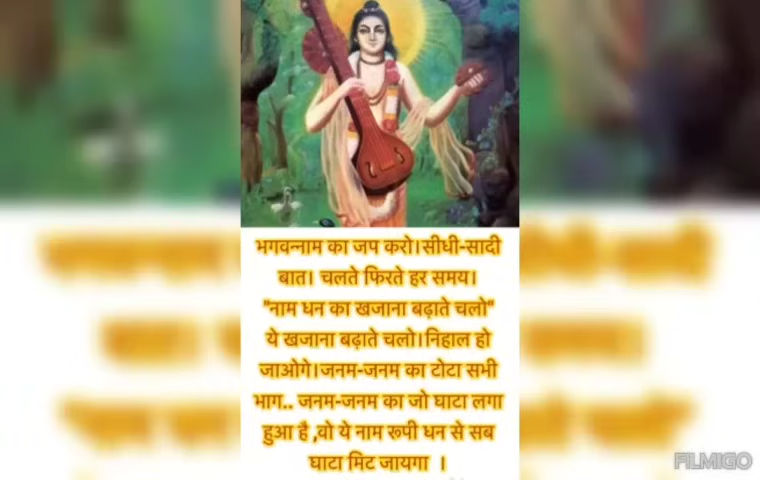 भगवन्नाम का जप करो।सीधी-सादी
बात। चलते फिरते हर समय।
"नाम धन का खजाना बढ़ाते चलो"
ये खजाना बढ़ाते चलो।निहाल हो
जाओगे।जनम-जनम का टोटा सभी
भाग.. जनम-जनम का जो घाटा लगा
हुआ है ,वो ये नाम रूपी धन से सब
घाटा मिट जायगा ।
FILMIGO